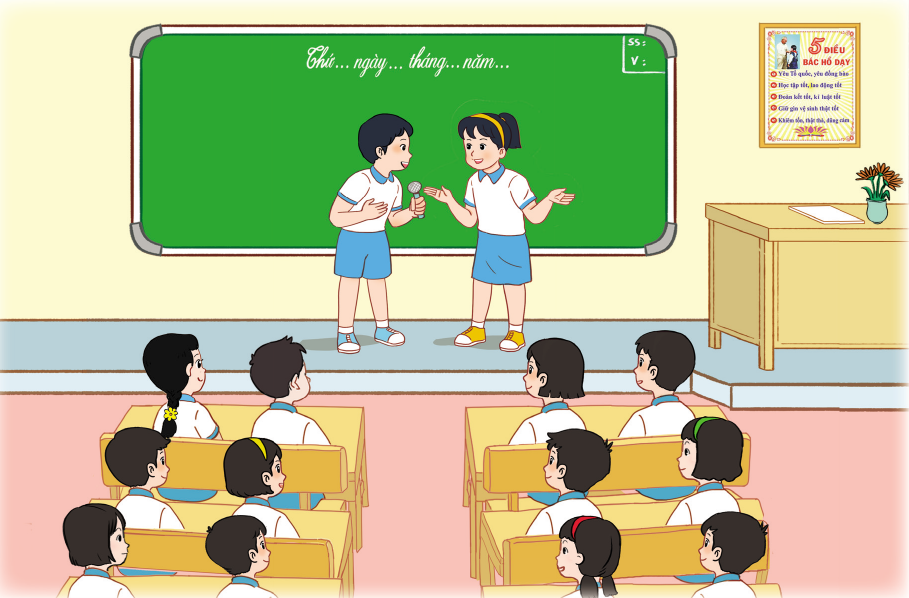 Thứ... ngày... tháng... năm...
SS:
V:
5 ĐIỀU
BÁC HỒ DẠY
Yêu Tổ quốc, yêu đồng bào
Học tập tốt, lao động tốt
Đoàn kết tốt, kỉ luật tốt
Giữ gìn vệ sinh thật tốt
Khiêm tốn, thật thà, dũng cảm